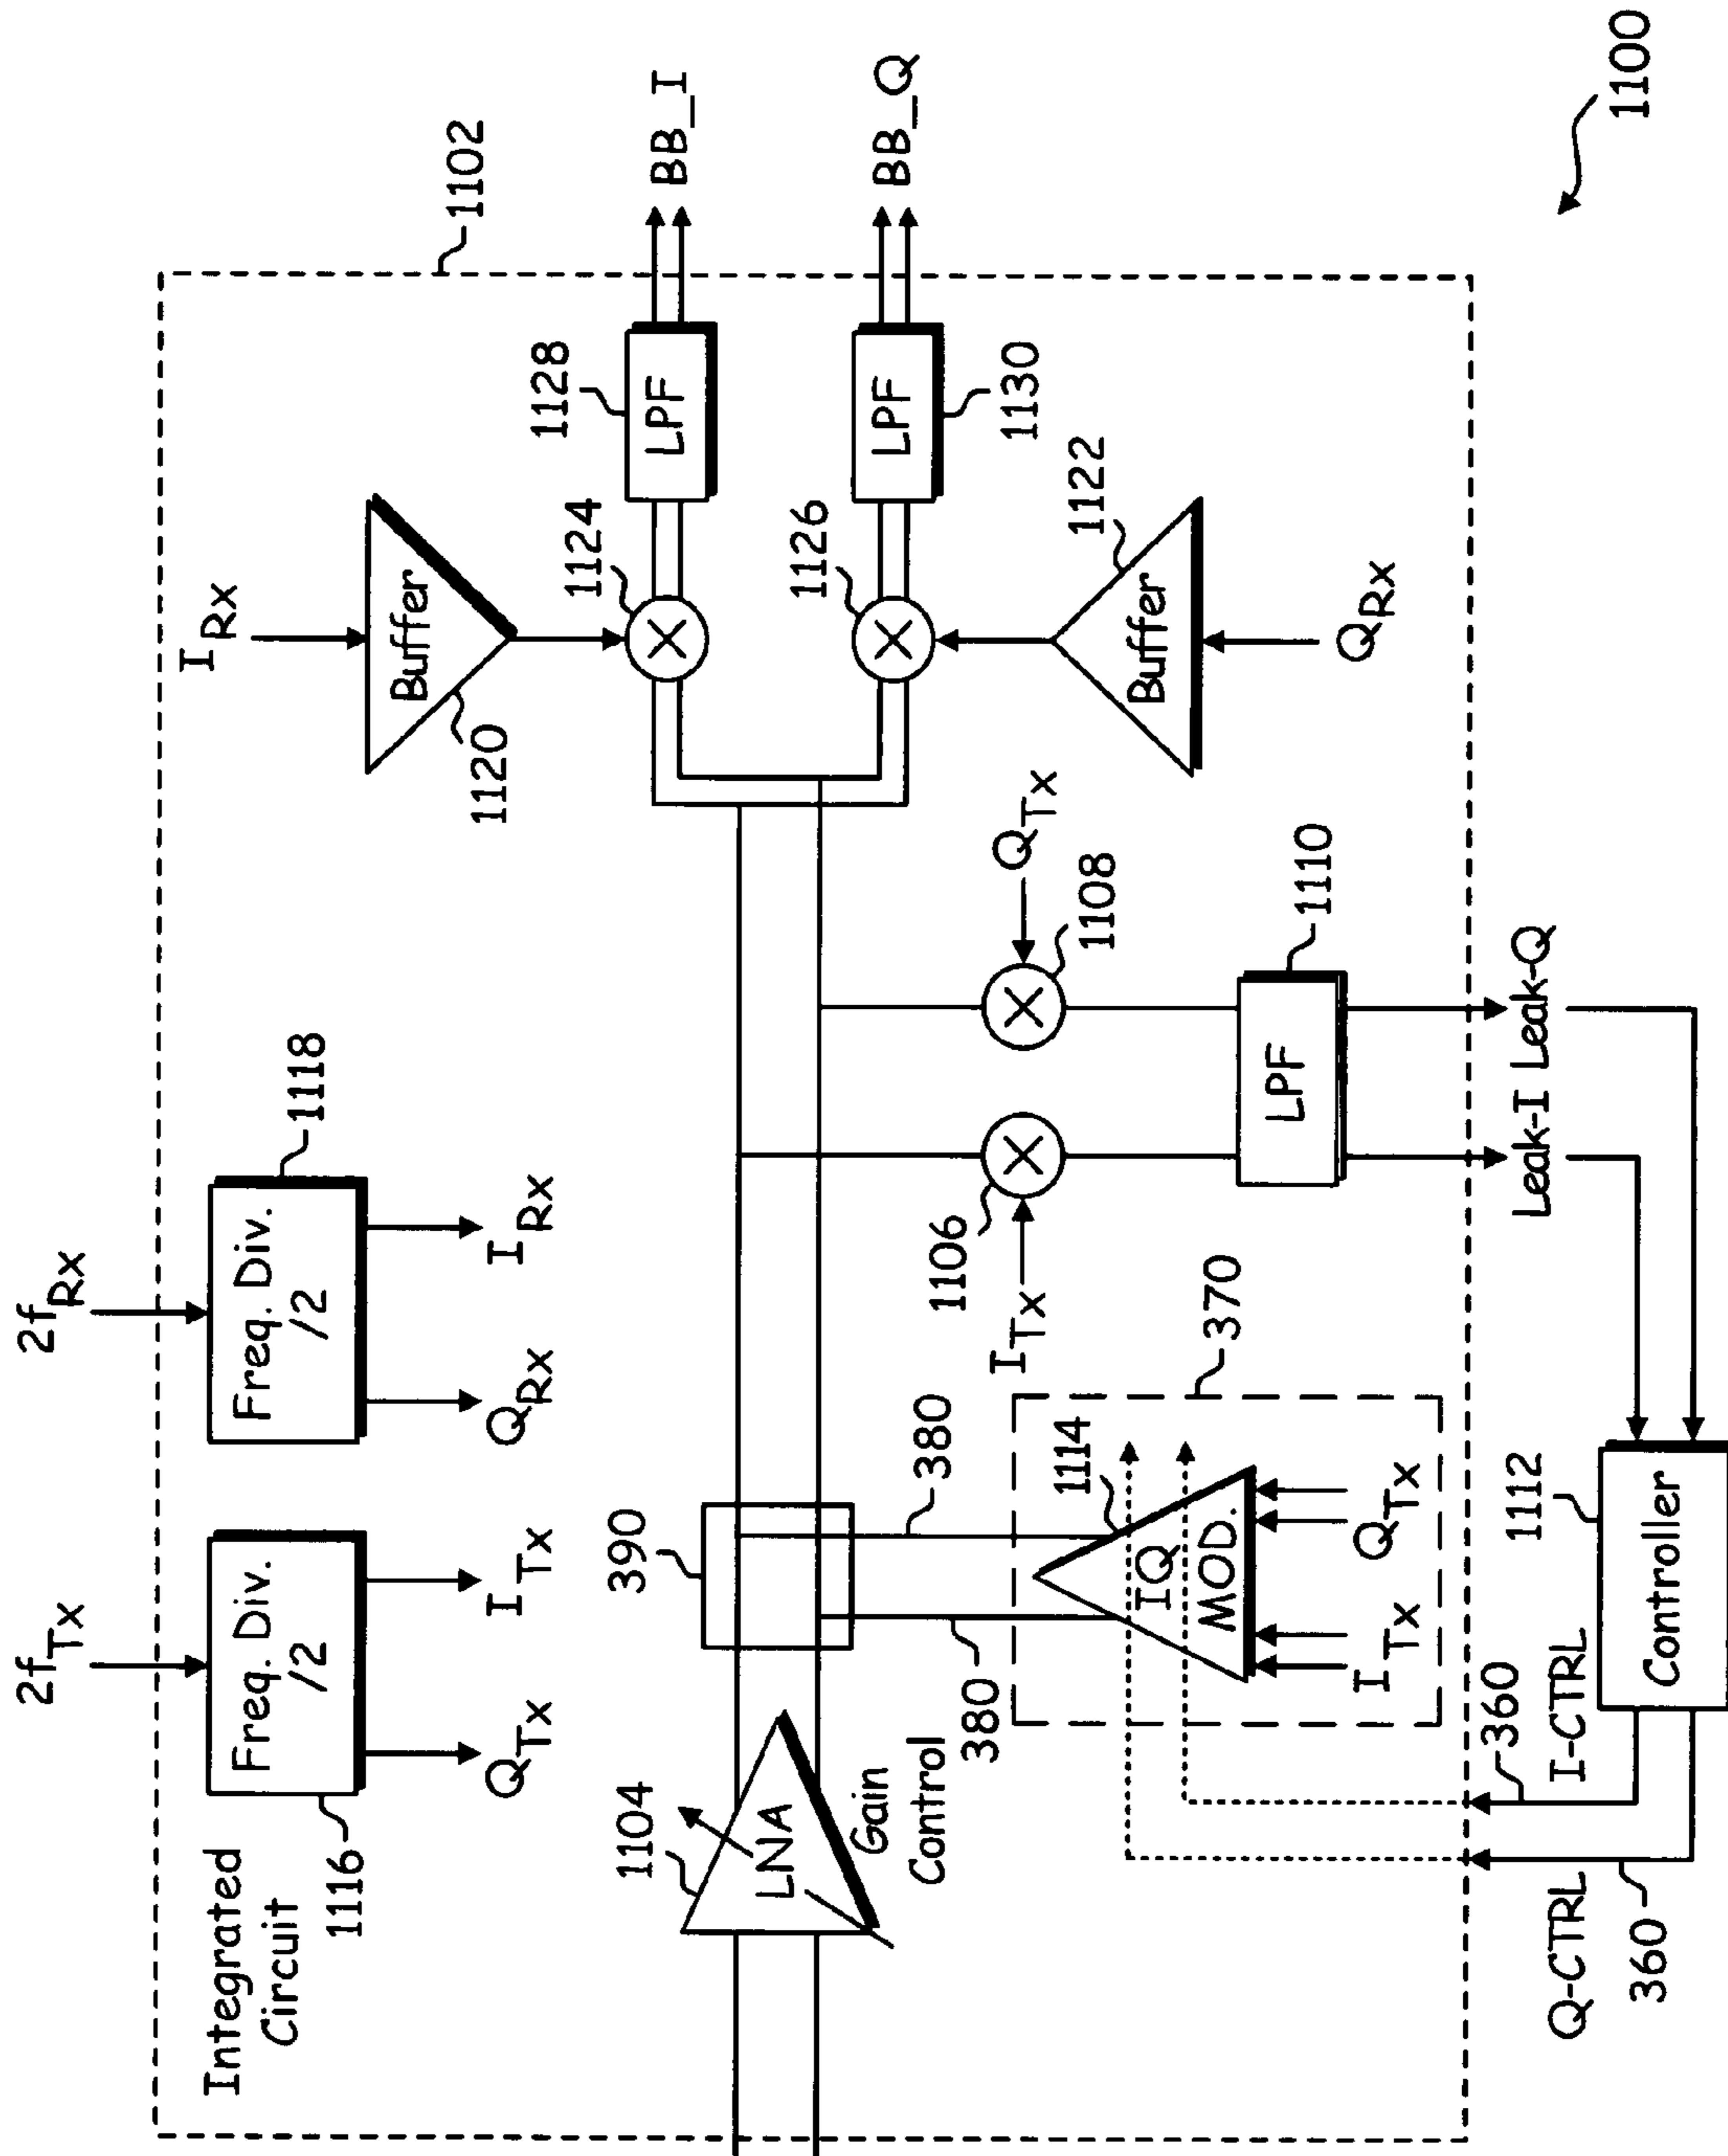 2fTx
2fRx
Integrated
Circuit
Freq. Div.
/2
Freq. Div.
/2
1116
1118
QTx
ITx
QRx
IRx
IRx
1102
Buffer
1120
1104
LNA
Gain
Control
390
1124
1128
LPF
BB_I
1126
LPF
1130
BB_Q
1122
Buffer
QRx
380
380
370
1114
IQ
MOD.
ITx
QTx
1106
ITx
QTx
1108
LPF
1110
Leak-I
Leak-Q
Q-CTRL
I-CTRL
360
360
1112
Controller
1100